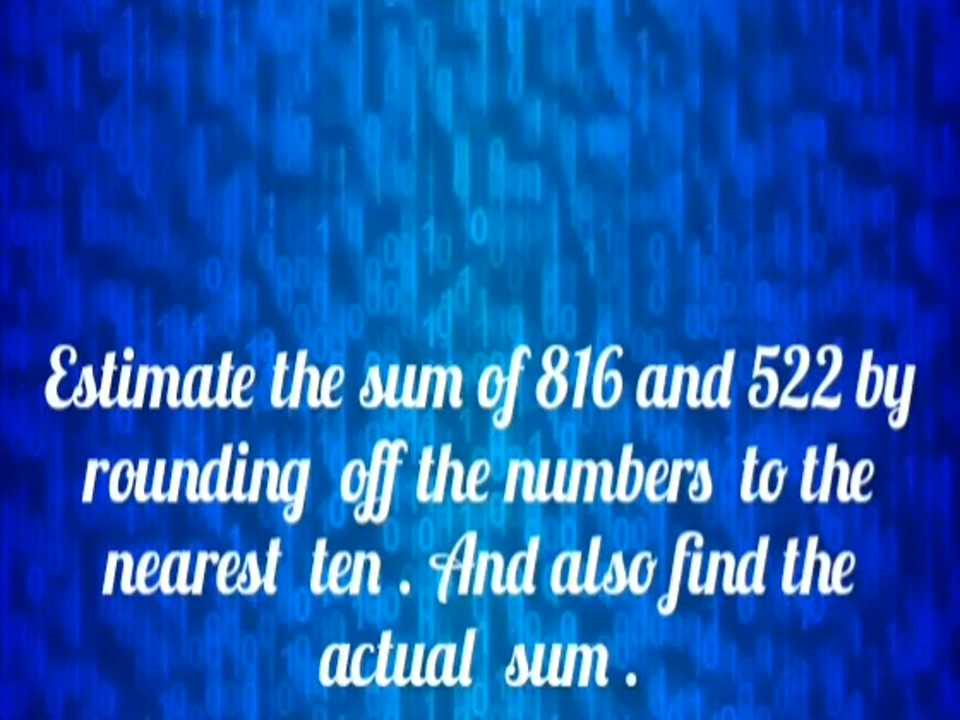 Estimate the sum of 816 and 522 by
rounding off the numbers to the
nearest ten . And also find the
actual sum .